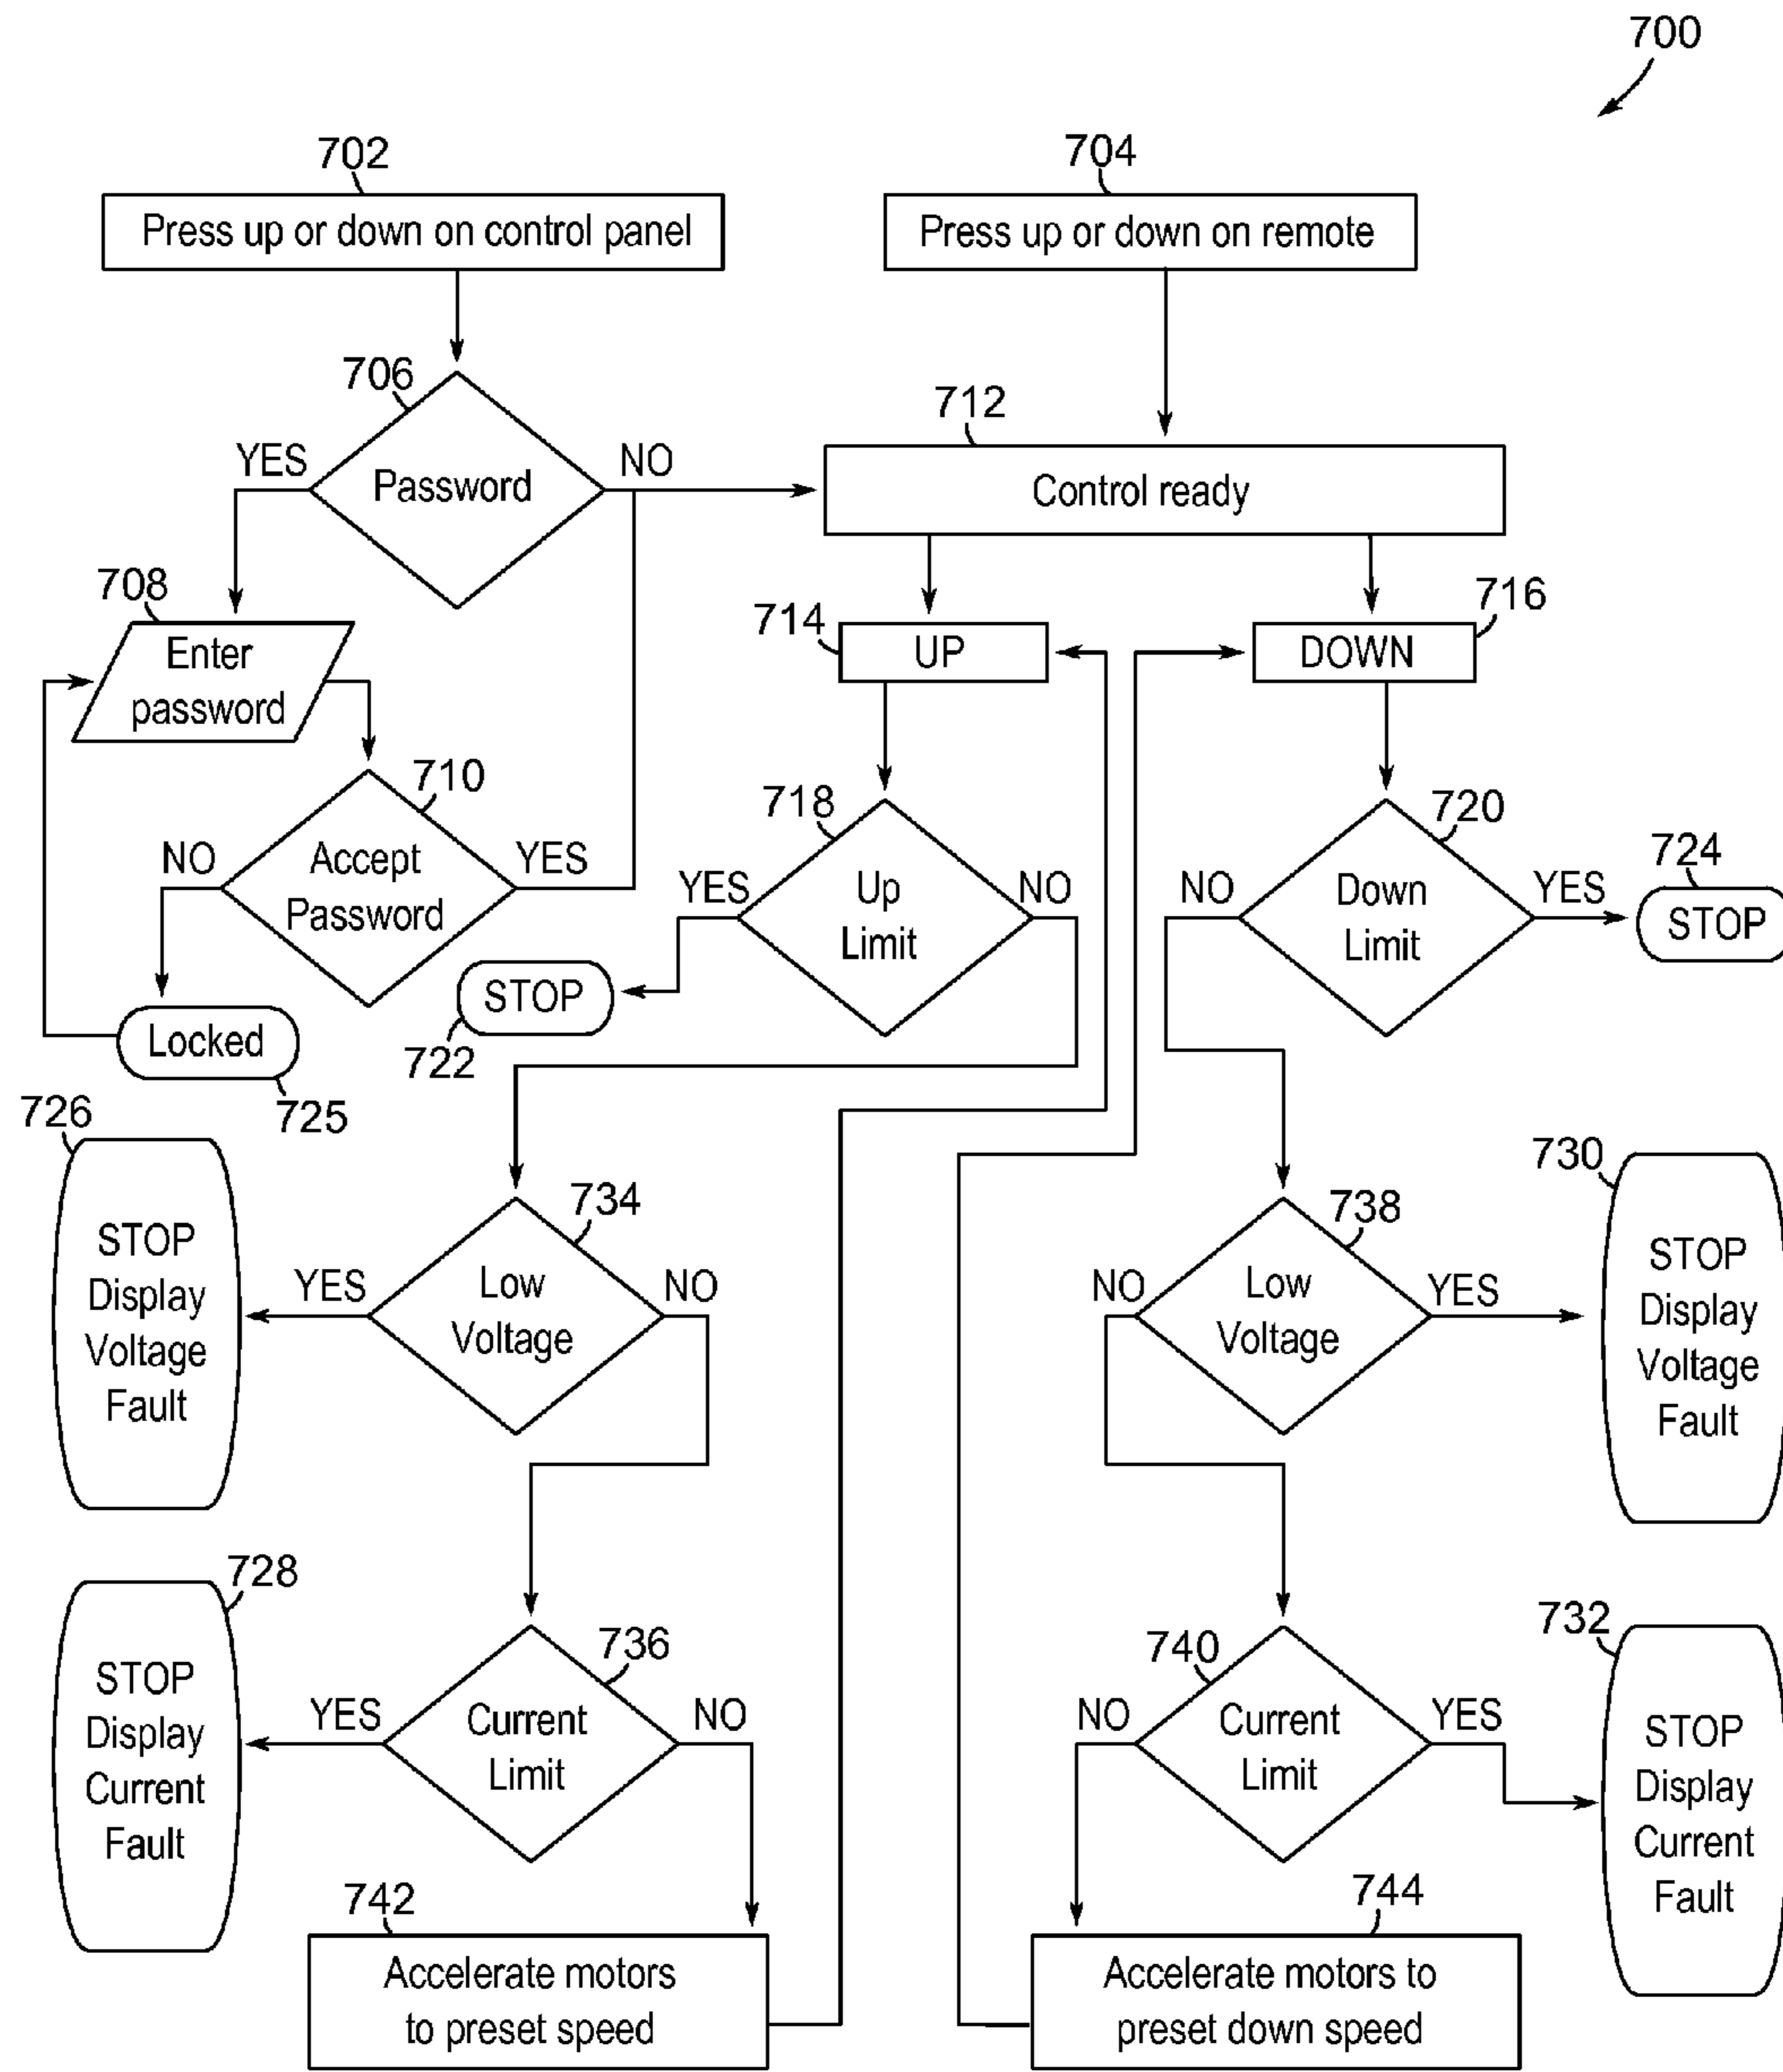 700
702
704
Press up or down on control panel
Press up or down on remote
706
712
YES
NO
Password
Control ready
708
716
714
Enter
password
UP
DOWN
710
718
720
724
NO
Accept
Password
YES
YES
Up
Limit
NO
NO
Down
Limit
YES
STOP
STOP
722
Locked
725
726
730
734
738
STOP
Display
Voltage
Fault
YES
Low
Voltage
NO
NO
Low
Voltage
YES
STOP
Display
Voltage
Fault
728
732
736
740
STOP
Display
Current
Fault
YES
Current
Limit
NO
NO
Current
Limit
YES
STOP
Display
Current
Fault
742
744
Accelerate motors
to preset speed
Accelerate motors to
preset down speed